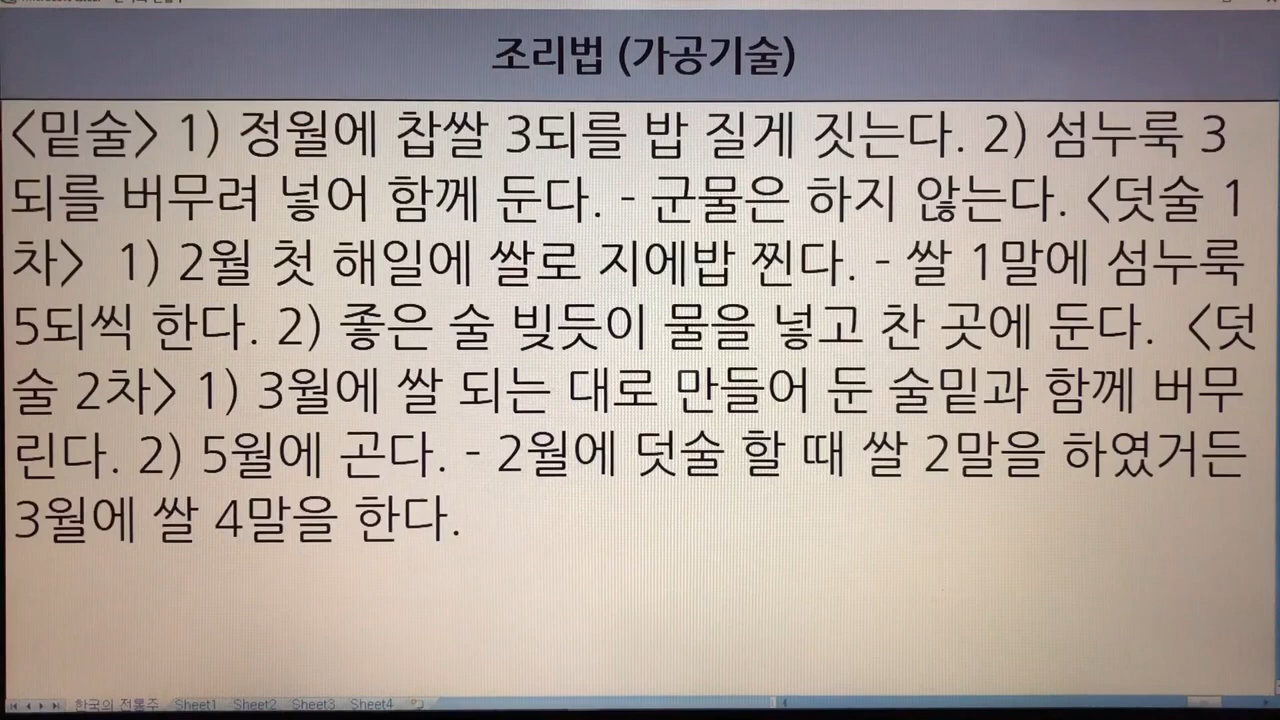 조리법 (가공기술)
<밑술> 1) 정월에 찹쌀 3되를 밥 질게 짓는다. 2) 섬누룩 3
되를 버무려 넣어 함께 둔다. - 군물은 하지 않는다. <덧술 1
차> 1) 2월 첫 해일에 쌀로 지에밥 찐다. - 쌀 1말에 섬누룩
5되씩 한다. 2) 좋은 술 빚듯이 물을 넣고 찬 곳에 둔다. <덧
술 2차> 1) 3월에 쌀 되는 대로 만들어 둔 술밑과 함께 버무
린다. 2) 5월에 곤다. - 2월에 덧술 할 때 쌀 2말을 하였거든
3월에 쌀 4말을 한다.
한국의 전통주 Sheet1 Sheet2 Sheet3 Sheet4